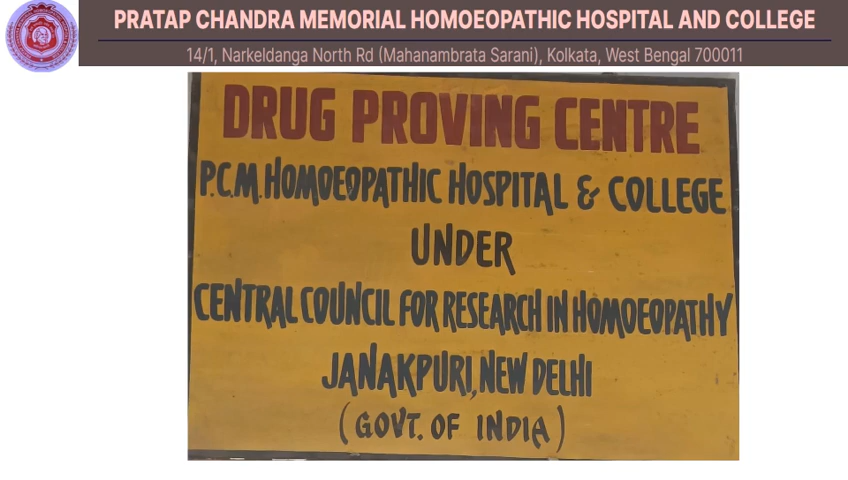 PRATAP CHANDRA MEMORIAL HOMOEOPATHIC HOSPITAL AND COLLEGE
14/1, Narkeldanga North Rd (Mahanambrata Sarani), Kolkata, West Bengal 700011
DRUG PROVING CENTRE
P.C.M. HOMOEOPATHIC HOSPITAL & COLLEGE
UNDER
CENTRAL COUNCIL FOR RESEARCH IN HOMOEOPATHY
JANAKPURI, NEW DELHI
(GOVT. OF INDIA)